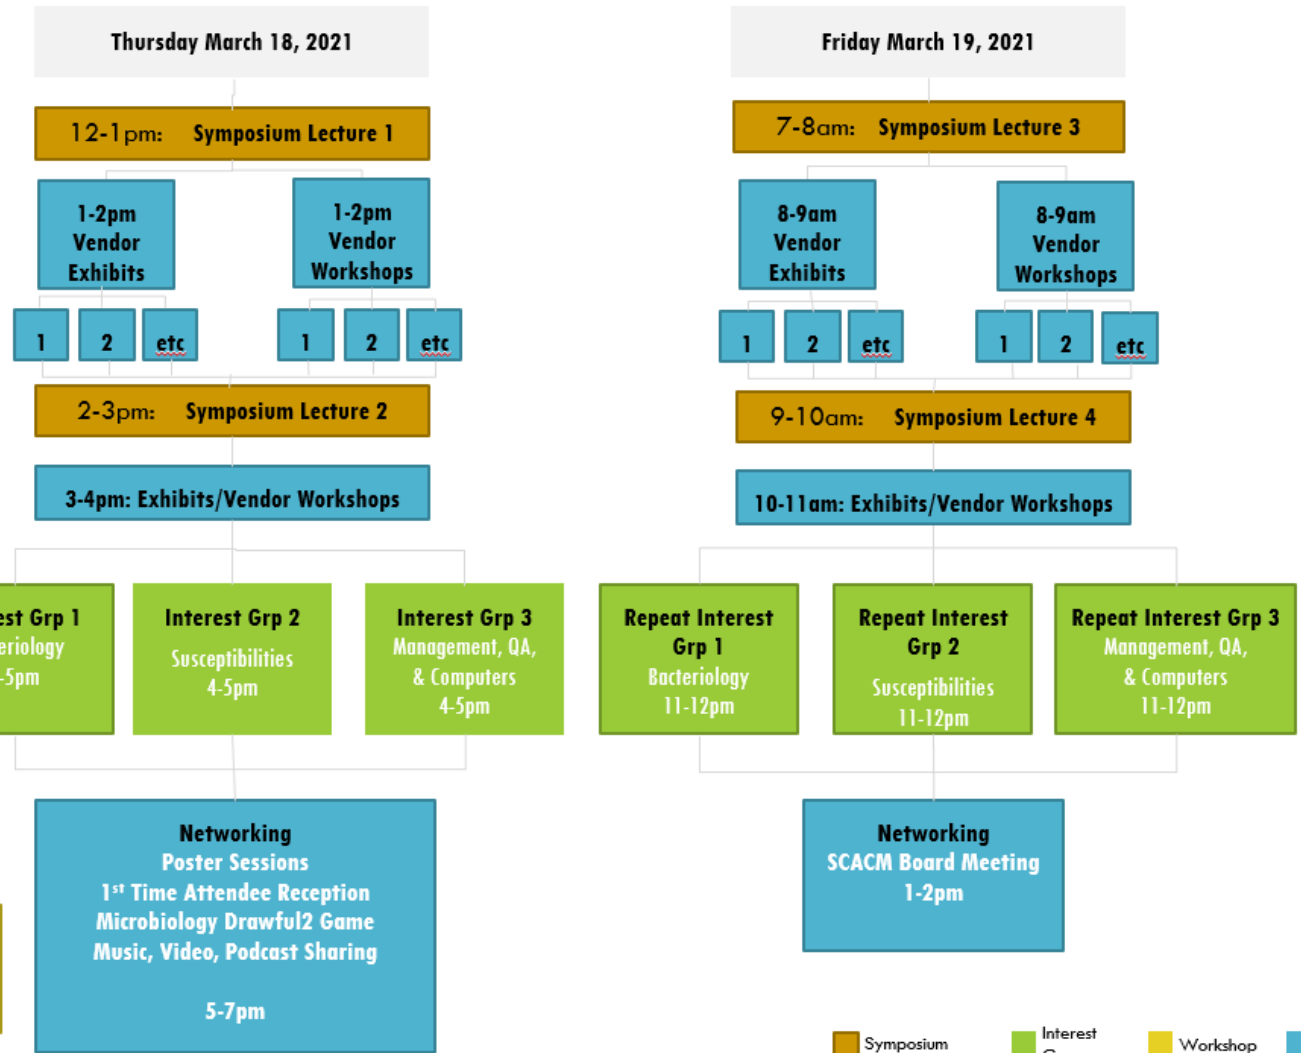 Thursday March 18, 2021
12-1pm: Symposium Lecture 1
1-2pm
Vendor
Exhibits
1-2pm
Vendor
Workshops
1
2
etc
1
2
etc
2-3pm: Symposium Lecture 2
3-4pm: Exhibits/Vendor Workshops
Grp 1
-5pm
Interest Grp 2
Susceptibilities
4-5pm
Interest Grp 3
Management, QA,
& Computers
4-5pm
Networking
Poster Sessions
1st Time Attendee Reception
Microbiology Drawful2 Game
Music, Video, Podcast Sharing
5-7pm
Friday March 19, 2021
7-8am: Symposium Lecture 3
8-9am
Vendor
Exhibits
8-9am
Vendor
Workshops
1
2
etc
1
2
etc
9-10am: Symposium Lecture 4
10-11am: Exhibits/Vendor Workshops
Repeat Interest
Grp 1
Bacteriology
11-12pm
Repeat Interest
Grp 2
Susceptibilities
11-12pm
Repeat Interest Grp 3
Management, QA,
& Computers
11-12pm
Networking
SCACM Board Meeting
1-2pm
Symposium
Interest
Workshop